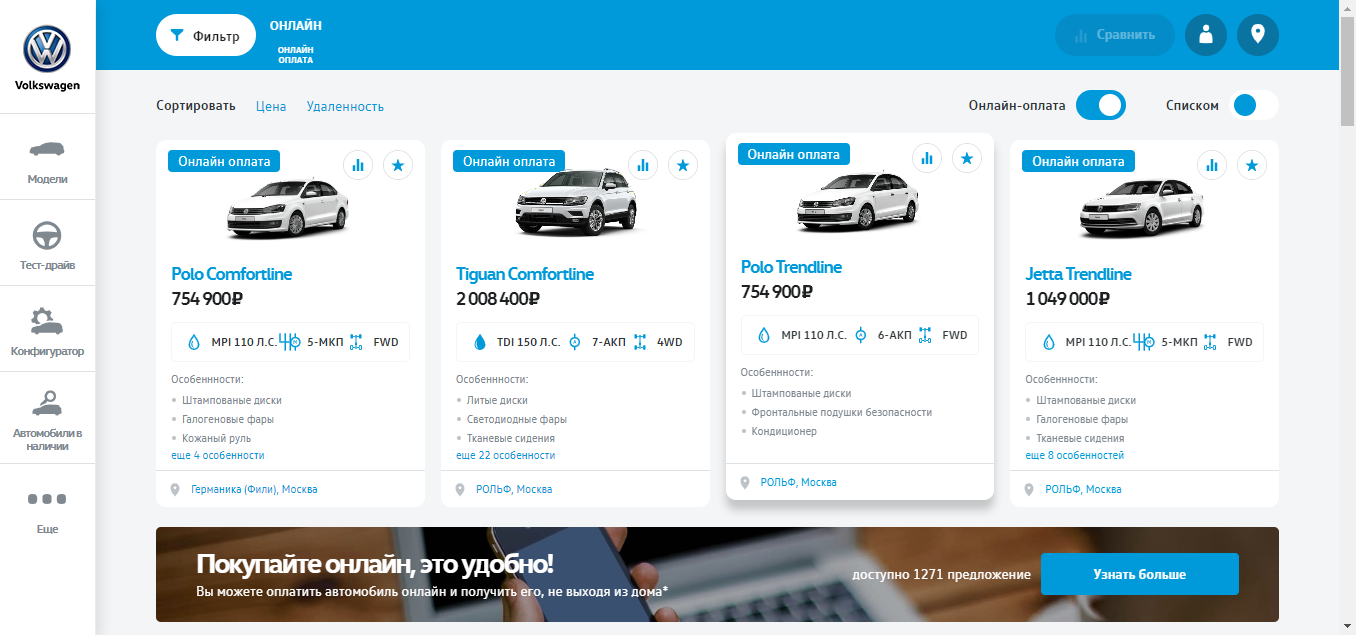 Volkswagen
Модели
Тест-драйв
Конфигуратор
Автомобили в
наличии
Еще
Фильтр
ОНЛАЙН
ОНЛАЙН
ОПЛАТА
Сравнить
Сортировать Цена Удаленность
Онлайн-оплата Списком
Онлайн оплата
Polo Comfortline
754 900₽
MPI 110 Л.С. 5-МКП FWD
Особеннности:
Штампованые диски
Галогеновые фары
Кожаный руль
еще 4 особенности
Германика (Фили), Москва
Онлайн оплата
Tiguan Comfortline
2 008 400₽
TDI 150 Л.С. 7-АКП 4WD
Особеннности:
Литые диски
Светодиодные фары
Тканевые сидения
еще 22 особенности
РОЛЬФ, Москва
Онлайн оплата
Polo Trendline
754 900₽
MPI 110 Л.С. 6-АКП FWD
Особеннности:
Штампованые диски
Фронтальные подушки безопасности
Кондиционер
РОЛЬФ, Москва
Онлайн оплата
Jetta Trendline
1 049 000₽
MPI 110 Л.С. 5-МКП FWD
Особеннности:
Штампованые диски
Галогеновые фары
Тканевые сидения
еще 8 особенностей
РОЛЬФ, Москва
Покупайте онлайн, это удобно!
Вы можете оплатить автомобиль онлайн и получить его, не выходя из дома*
доступно 1271 предложение
Узнать больше